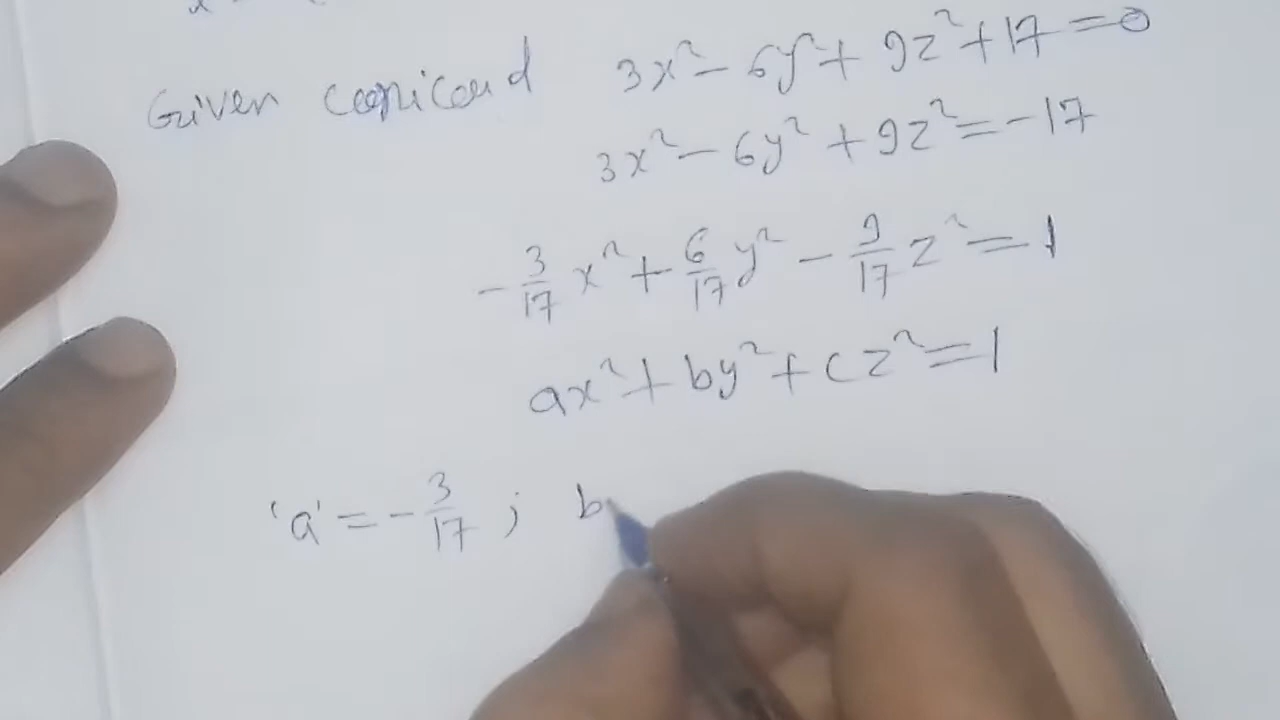 Given conicoid 3x² - 6y² + 9z² + 17 = 0
3x² - 6y² + 9z² = -17
-3/17 x² + 6/17 y² - 9/17 z² = 1
ax² + by² + cz² = 1
'a' = -3/17 ; b